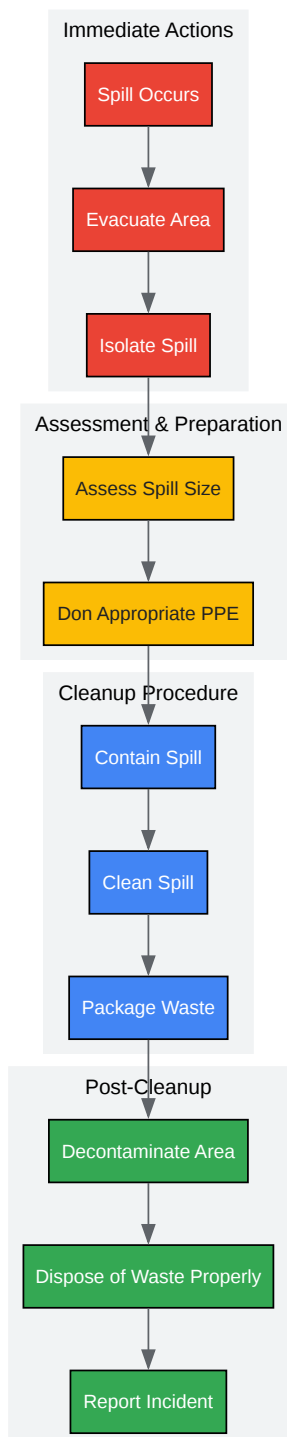 Immediate Actions
Spill Occurs
Evacuate Area
Isolate Spill
Assessment & Preparation
Assess Spill Size
Don Appropriate PPE
Cleanup Procedure
Contain Spill
Clean Spill
Package Waste
Post-Cleanup
Decontaminate Area
Dispose of Waste Properly
Report Incident